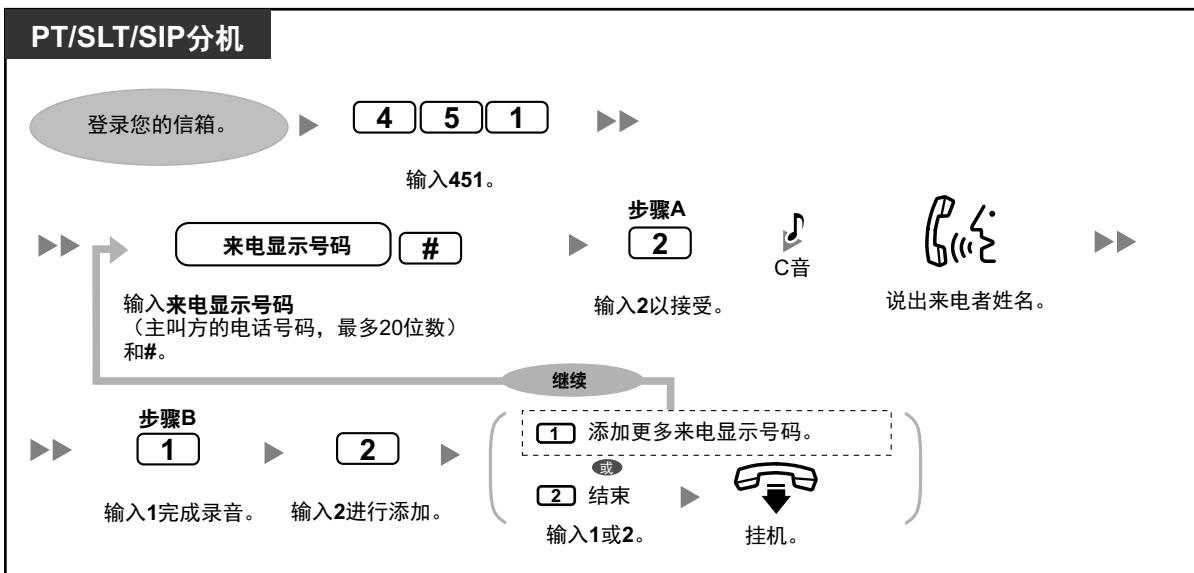 PT/SLT/SIP分机
登录您的信箱。
4 5 1
输入451。
来电显示号码 #
输入来电显示号码
（主叫方的电话号码，最多20位数）
和#。
步骤A
2
输入2以接受。
C音
说出来电者姓名。
继续
步骤B
1
输入1完成录音。
2
输入2进行添加。
1 添加更多来电显示号码。
或
2 结束
输入1或2。
挂机。